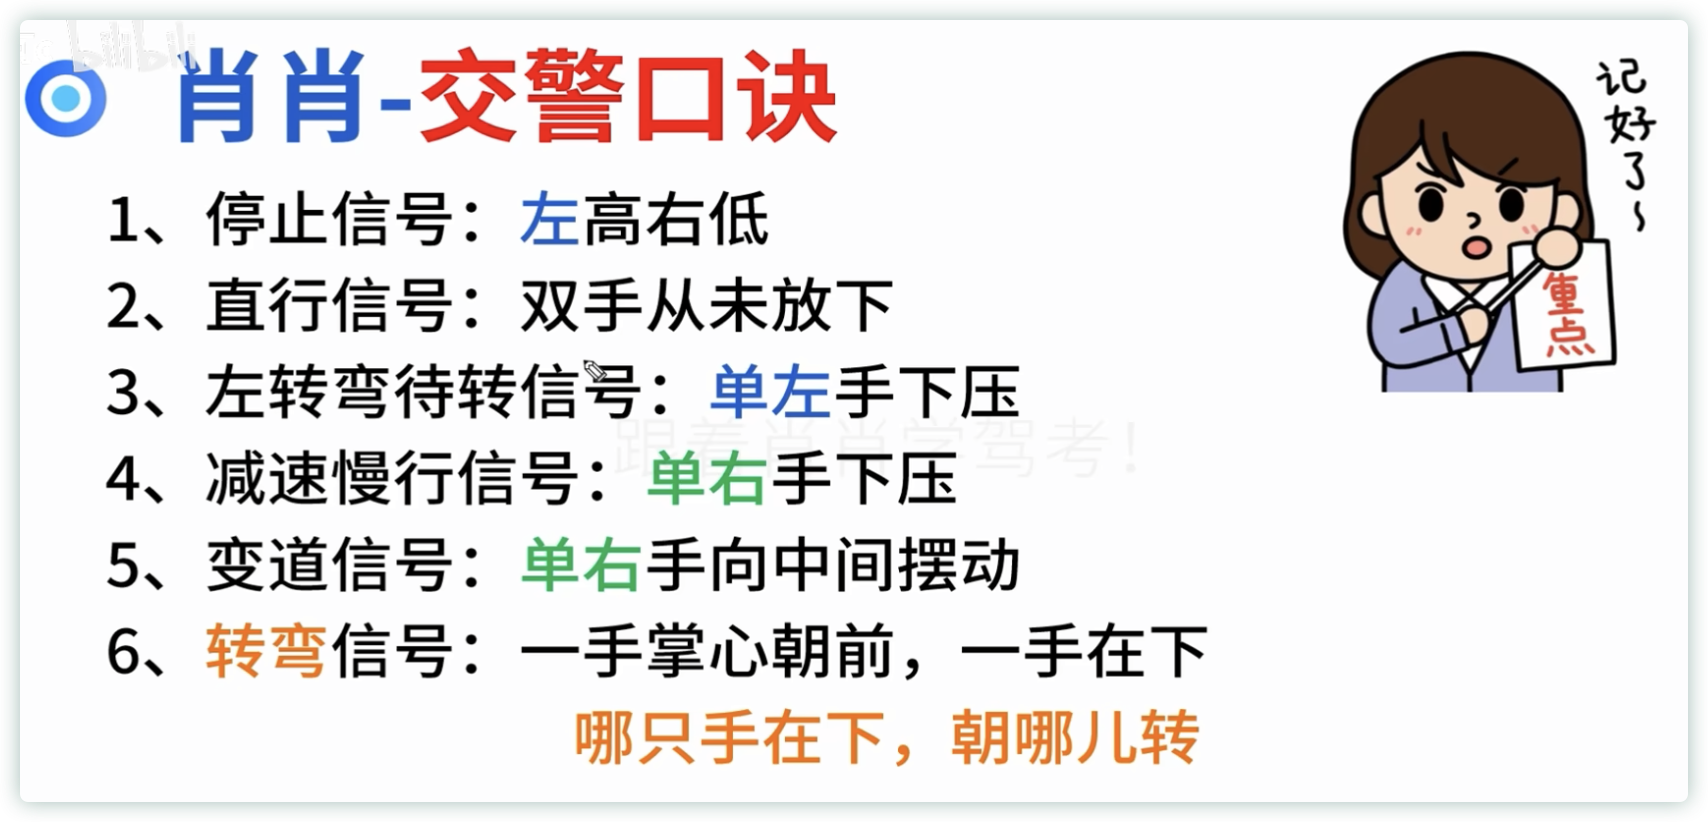 bilibili
肖肖-交警口诀
记好了~
1、停止信号：左高右低
2、直行信号：双手从未放下
3、左转弯待转信号：单左手下压
重点
跟着肖肖学驾考！
4、减速慢行信号：单右手下压
5、变道信号：单右手向中间摆动
6、转弯信号：一手掌心朝前，一手在下
哪只手在下，朝哪儿转